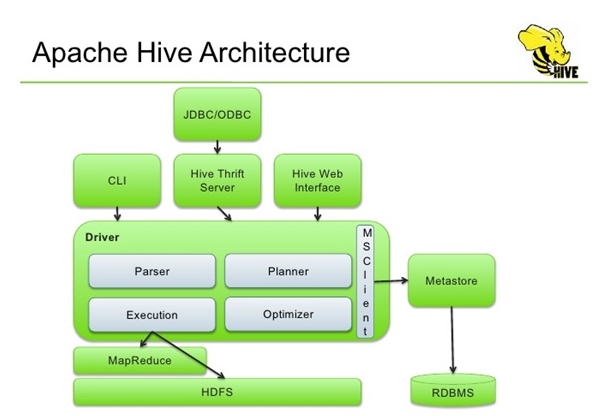 Apache Hive Architecture
HIVE
JDBC/ODBC
CLI
Hive Thrift
Server
Hive Web
Interface
Driver
Parser
Planner
Execution
Optimizer
M
S
C
l
i
e
n
t
Metastore
MapReduce
HDFS
RDBMS